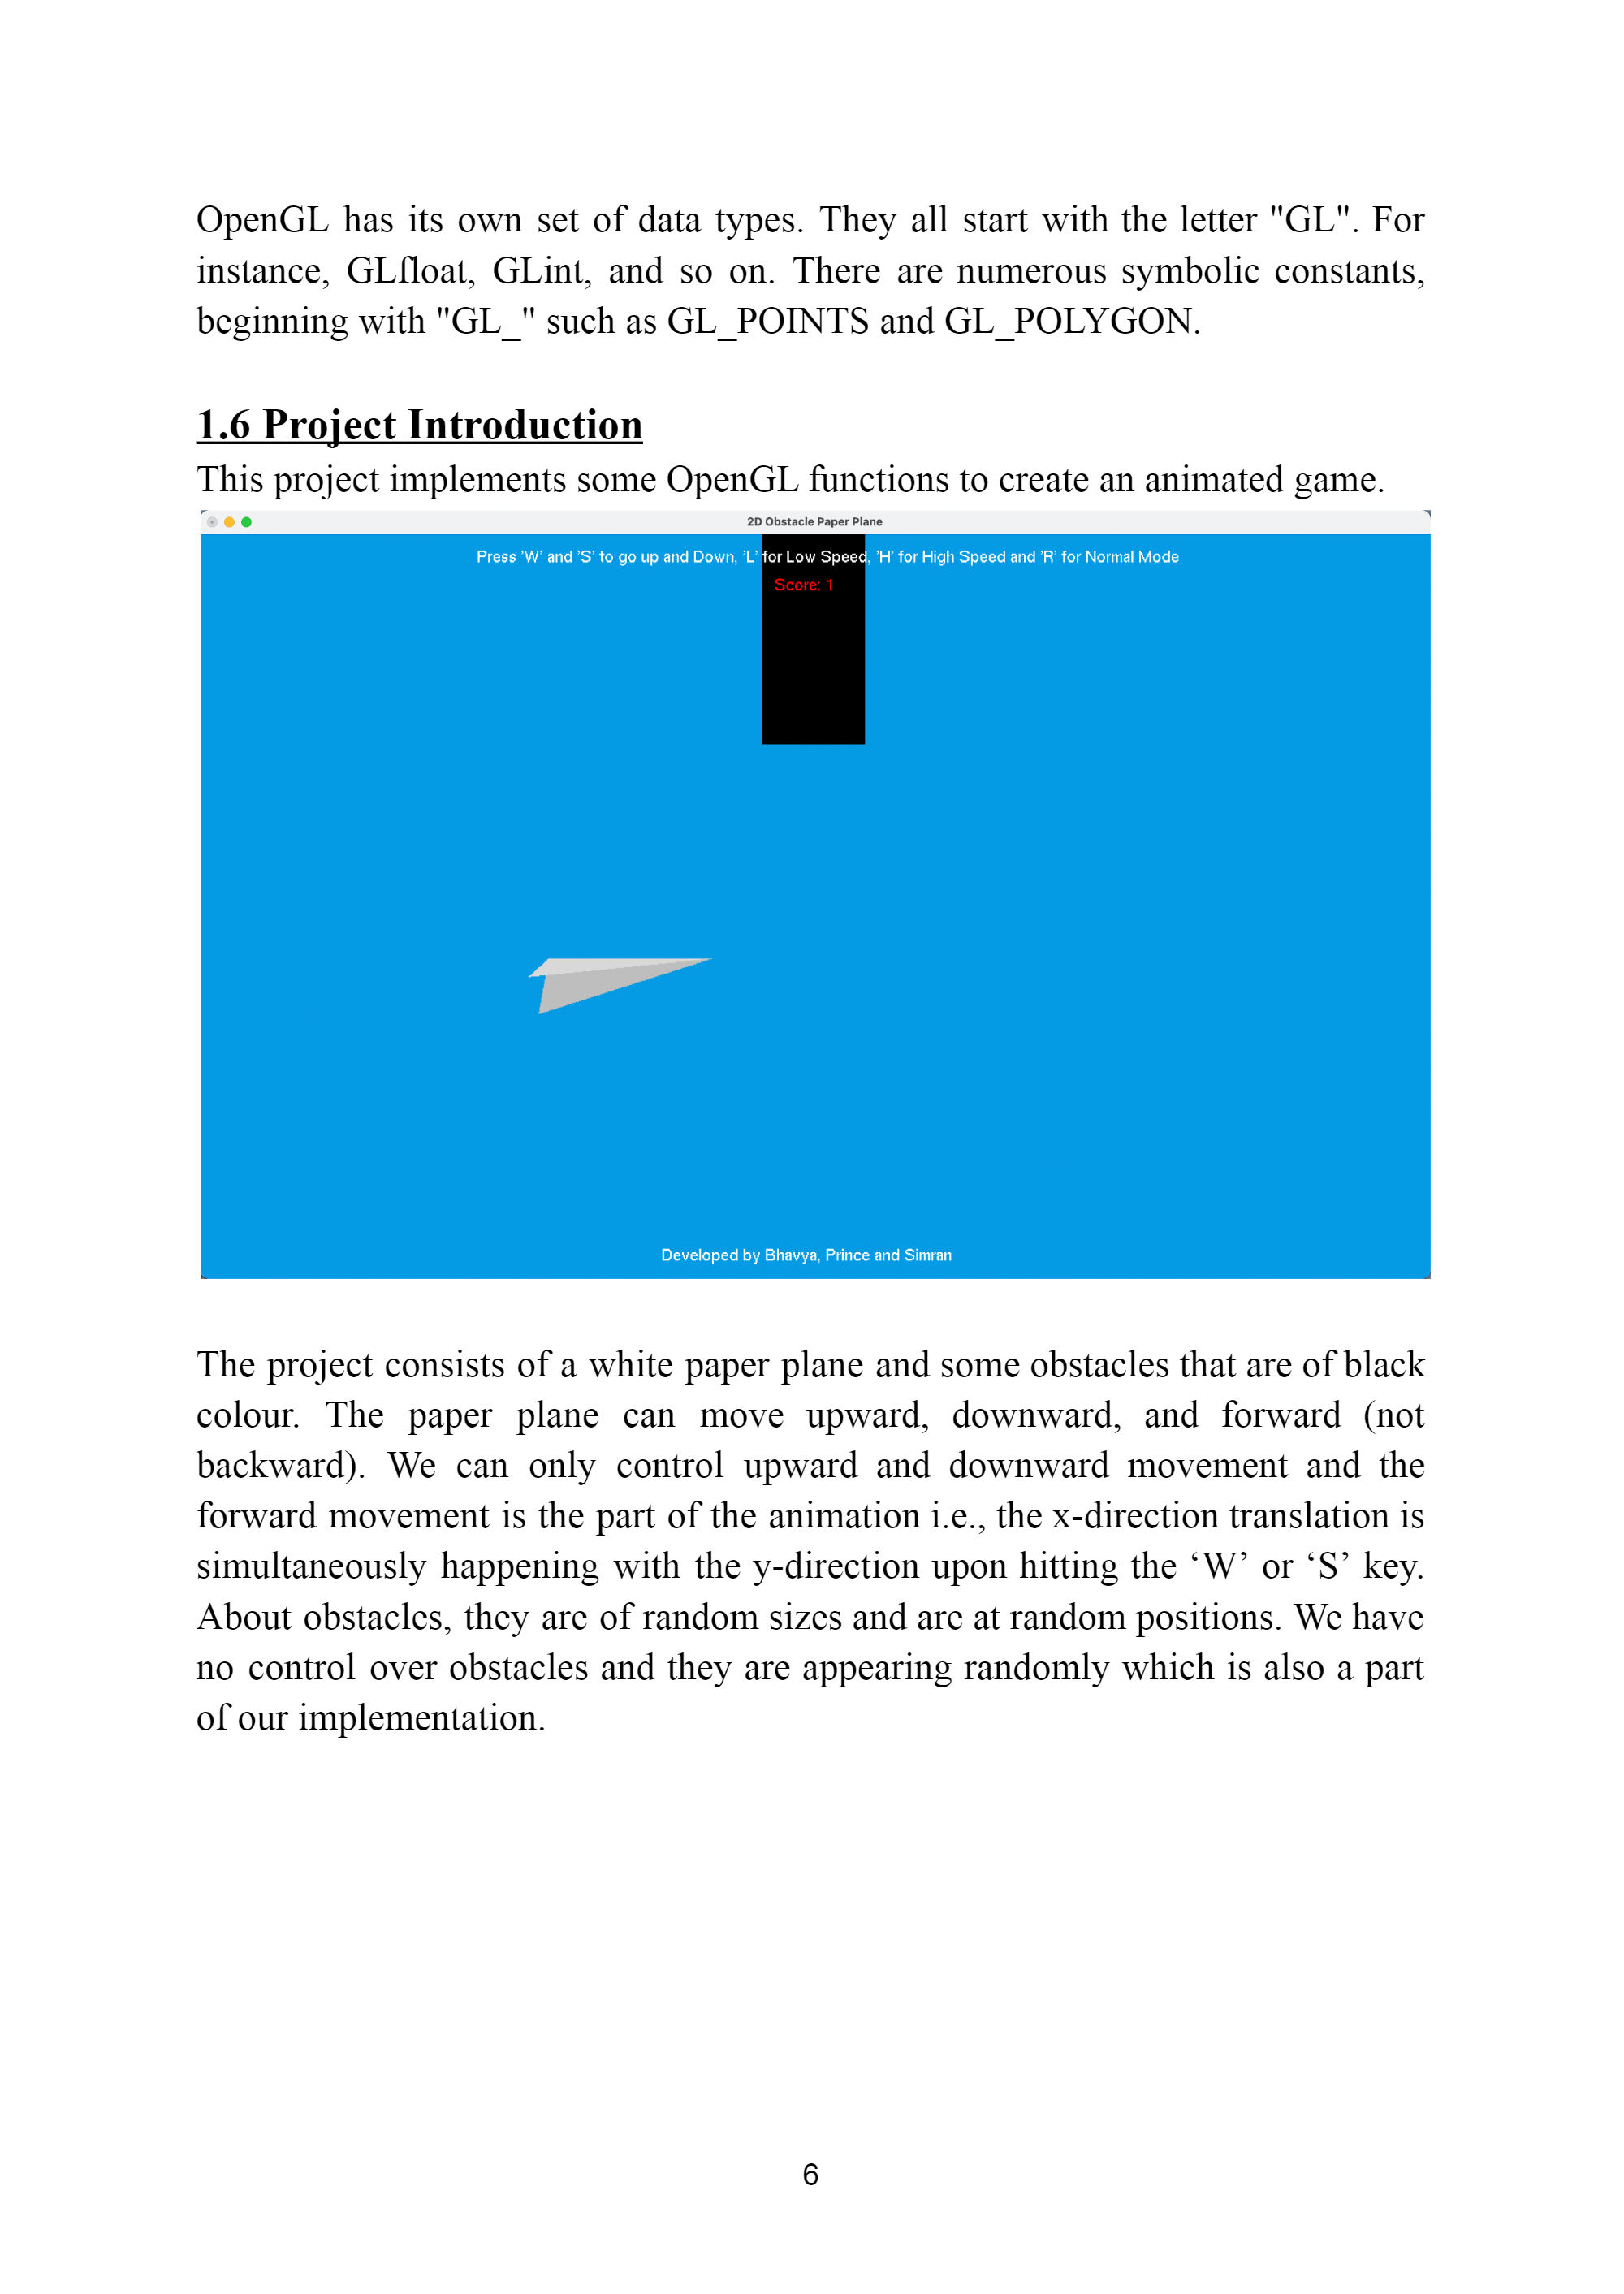 OpenGL has its own set of data types. They all start with the letter "GL". For
instance, GLfloat, GLint, and so on. There are numerous symbolic constants,
beginning with "GL_" such as GL_POINTS and GL_POLYGON.
1.6 Project Introduction
This project implements some OpenGL functions to create an animated game.
2D Obstacle Paper Plane
Press 'W' and 'S' to go up and Down, 'L' for Low Speed, 'H' for High Speed and 'R' for Normal Mode
Score: 1
Developed by Bhavya, Prince and Simran
The project consists of a white paper plane and some obstacles that are of black
colour. The paper plane can move upward, downward, and forward (not
backward). We can only control upward and downward movement and the
forward movement is the part of the animation i.e., the x-direction translation is
simultaneously happening with the y-direction upon hitting the ‘W’ or ‘S’ key.
About obstacles, they are of random sizes and are at random positions. We have
no control over obstacles and they are appearing randomly which is also a part
of our implementation.
6